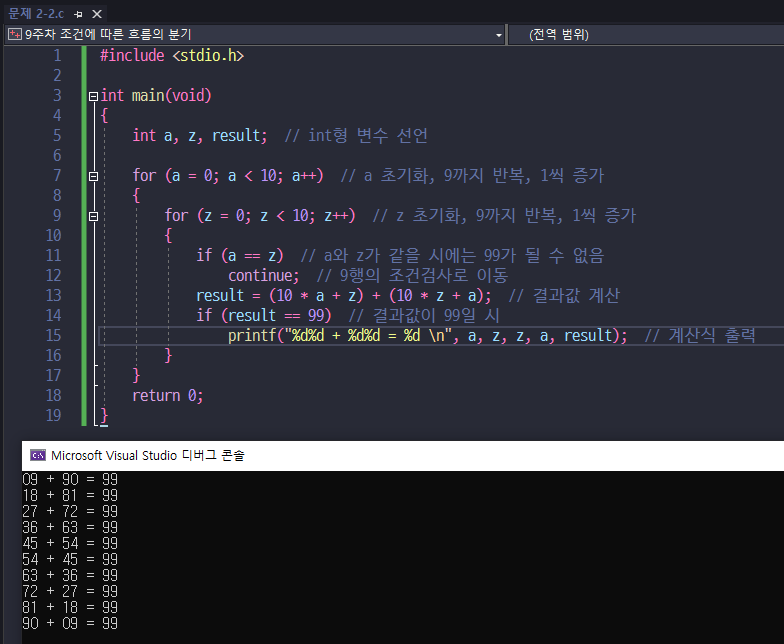 문제 2-2.c
9주차 조건에 따른 흐름의 분기 (전역 범위)
1 #include <stdio.h>
2
3 int main(void)
4 {
5 int a, z, result; // int형 변수 선언
6
7 for (a = 0; a < 10; a++) // a 초기화, 9까지 반복, 1씩 증가
8 {
9 for (z = 0; z < 10; z++) // z 초기화, 9까지 반복, 1씩 증가
10 {
11 if (a == z) // a와 z가 같을 시에는 99가 될 수 없음
12 continue; // 9행의 조건검사로 이동
13 result = (10 * a + z) + (10 * z + a); // 결과값 계산
14 if (result == 99) // 결과값이 99일 시
15 printf("%d%d + %d%d = %d \n", a, z, z, a, result); // 계산식 출력
16 }
17 }
18 return 0;
19 }
Microsoft Visual Studio 디버그 콘솔
09 + 90 = 99
18 + 81 = 99
27 + 72 = 99
36 + 63 = 99
45 + 54 = 99
54 + 45 = 99
63 + 36 = 99
72 + 27 = 99
81 + 18 = 99
90 + 09 = 99